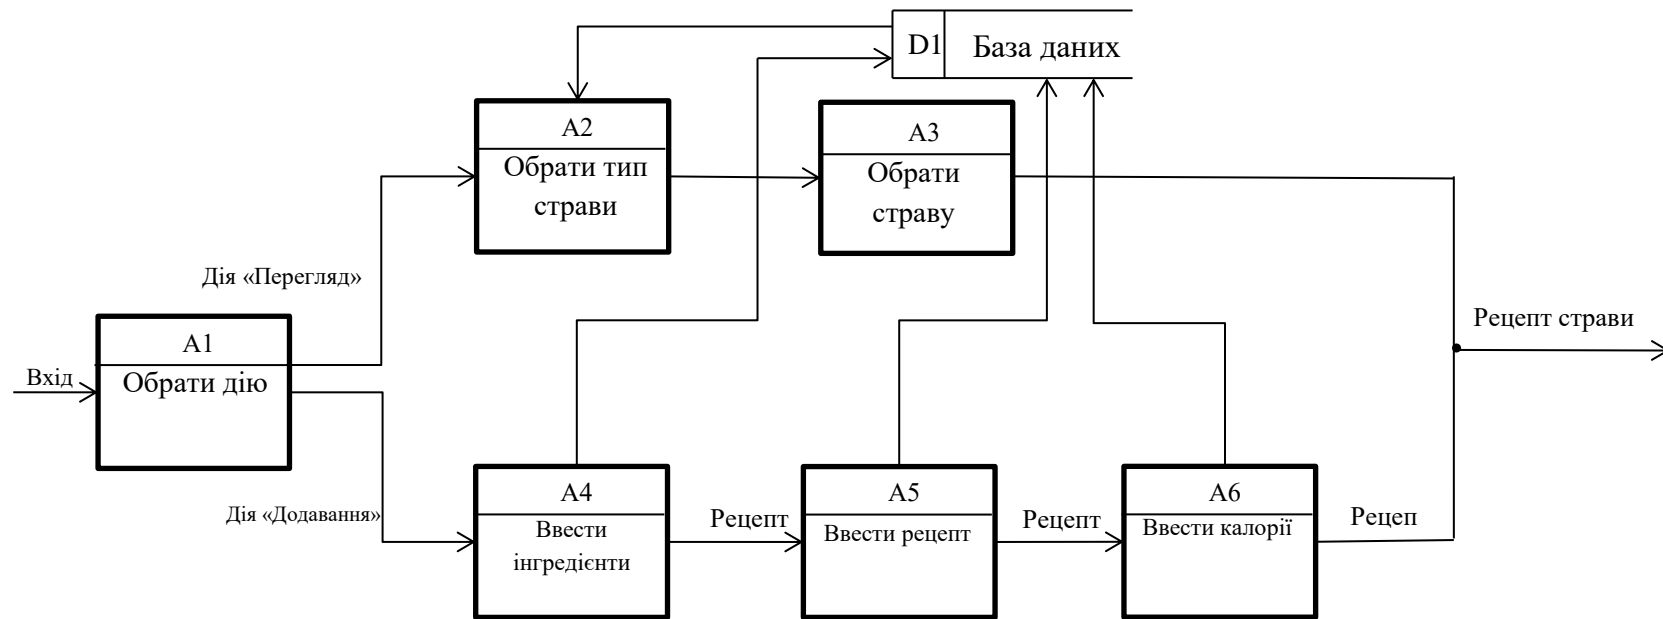 D1
База даних
A2
Обрати тип
страви
A3
Обрати
страву
Дія «Перегляд»
Рецепт страви
A1
Обрати дію
Вхід
Дія «Додавання»
A4
Ввести
інгредієнти
Рецепт
A5
Ввести рецепт
Рецепт
A6
Ввести калорії
Рецеп